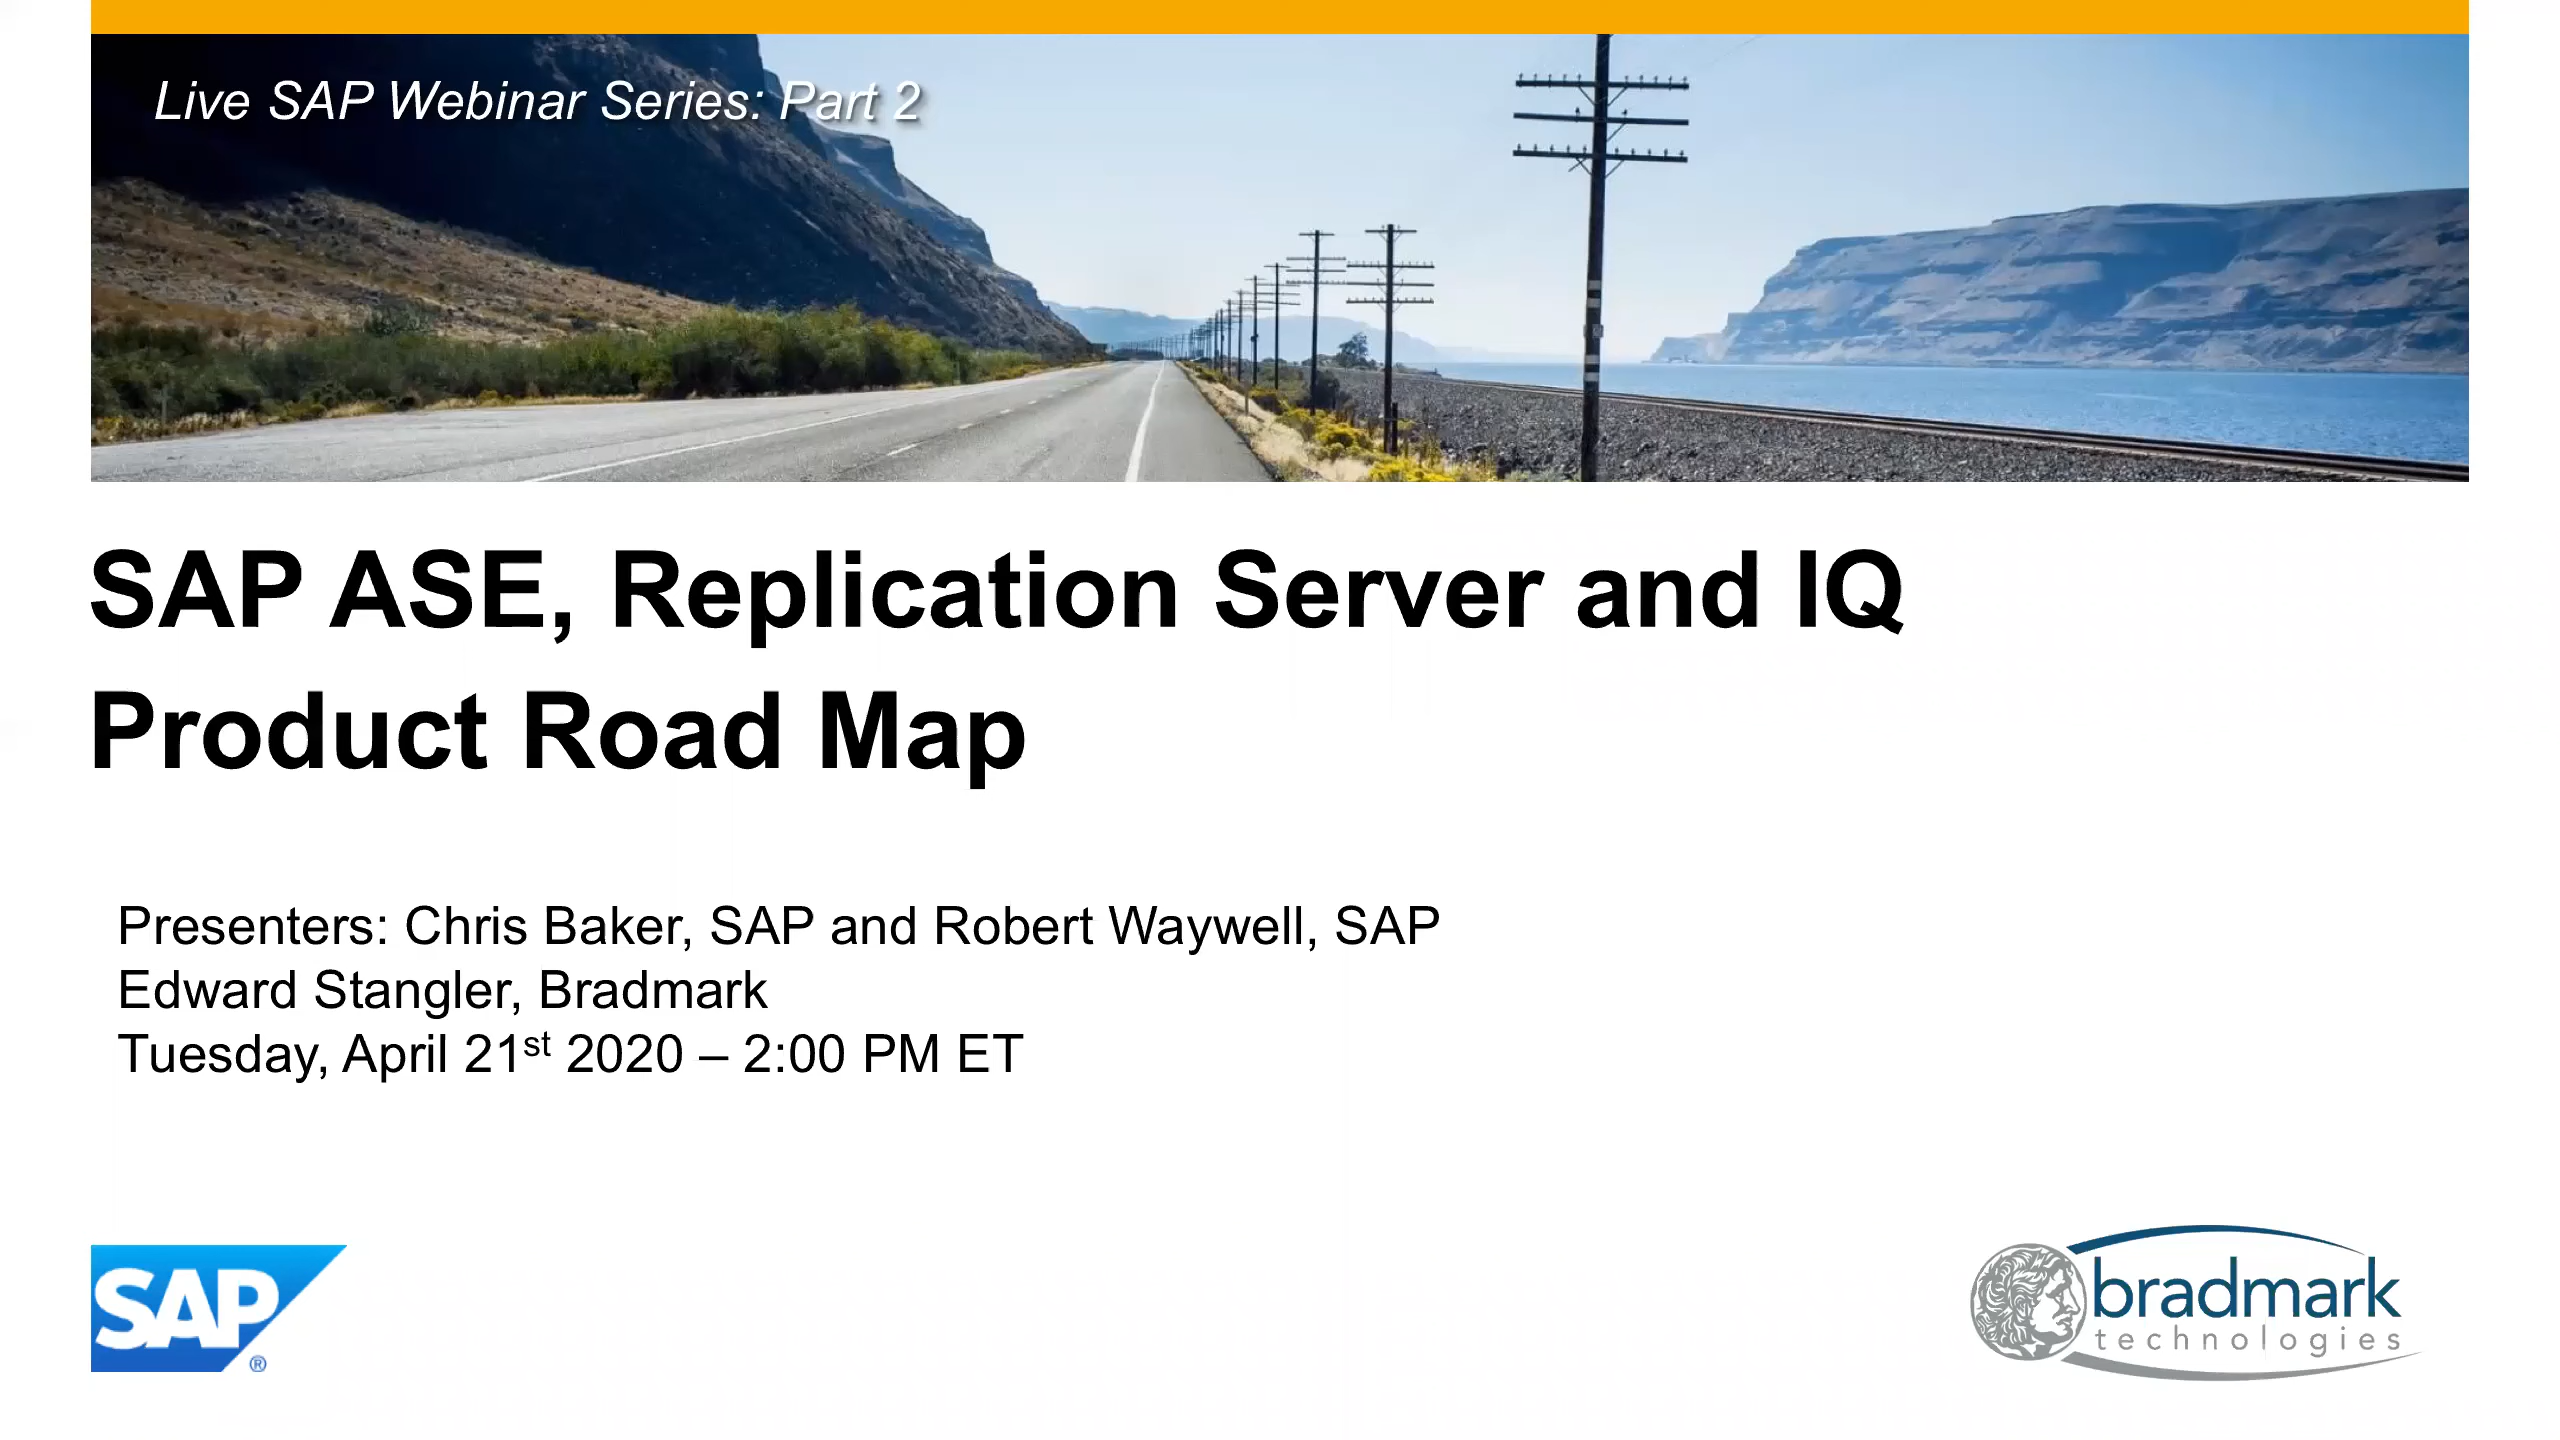 Live SAP Webinar Series: Part 2
SAP ASE, Replication Server and IQ
Product Road Map
Presenters: Chris Baker, SAP and Robert Waywell, SAP
Edward Stangler, Bradmark
Tuesday, April 21st 2020 – 2:00 PM ET
SAP®
bradmark
technologies